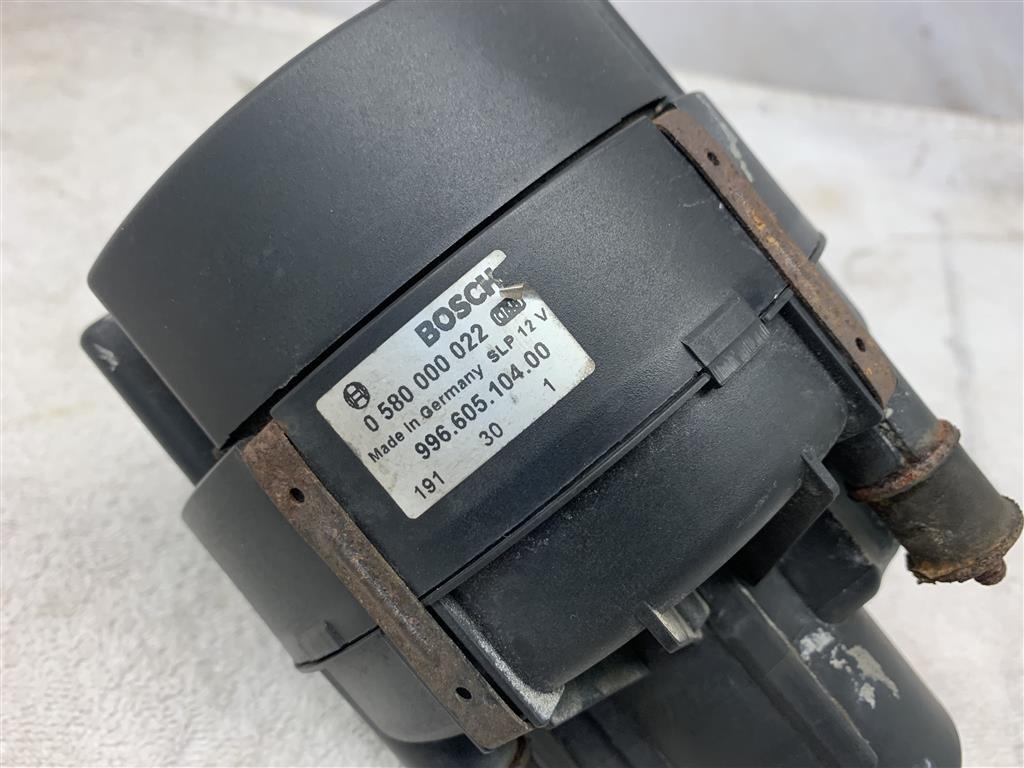 BOSCH
0 580 000 022
Made in Germany SLP 12 V
996.605.104.00
191 30 1